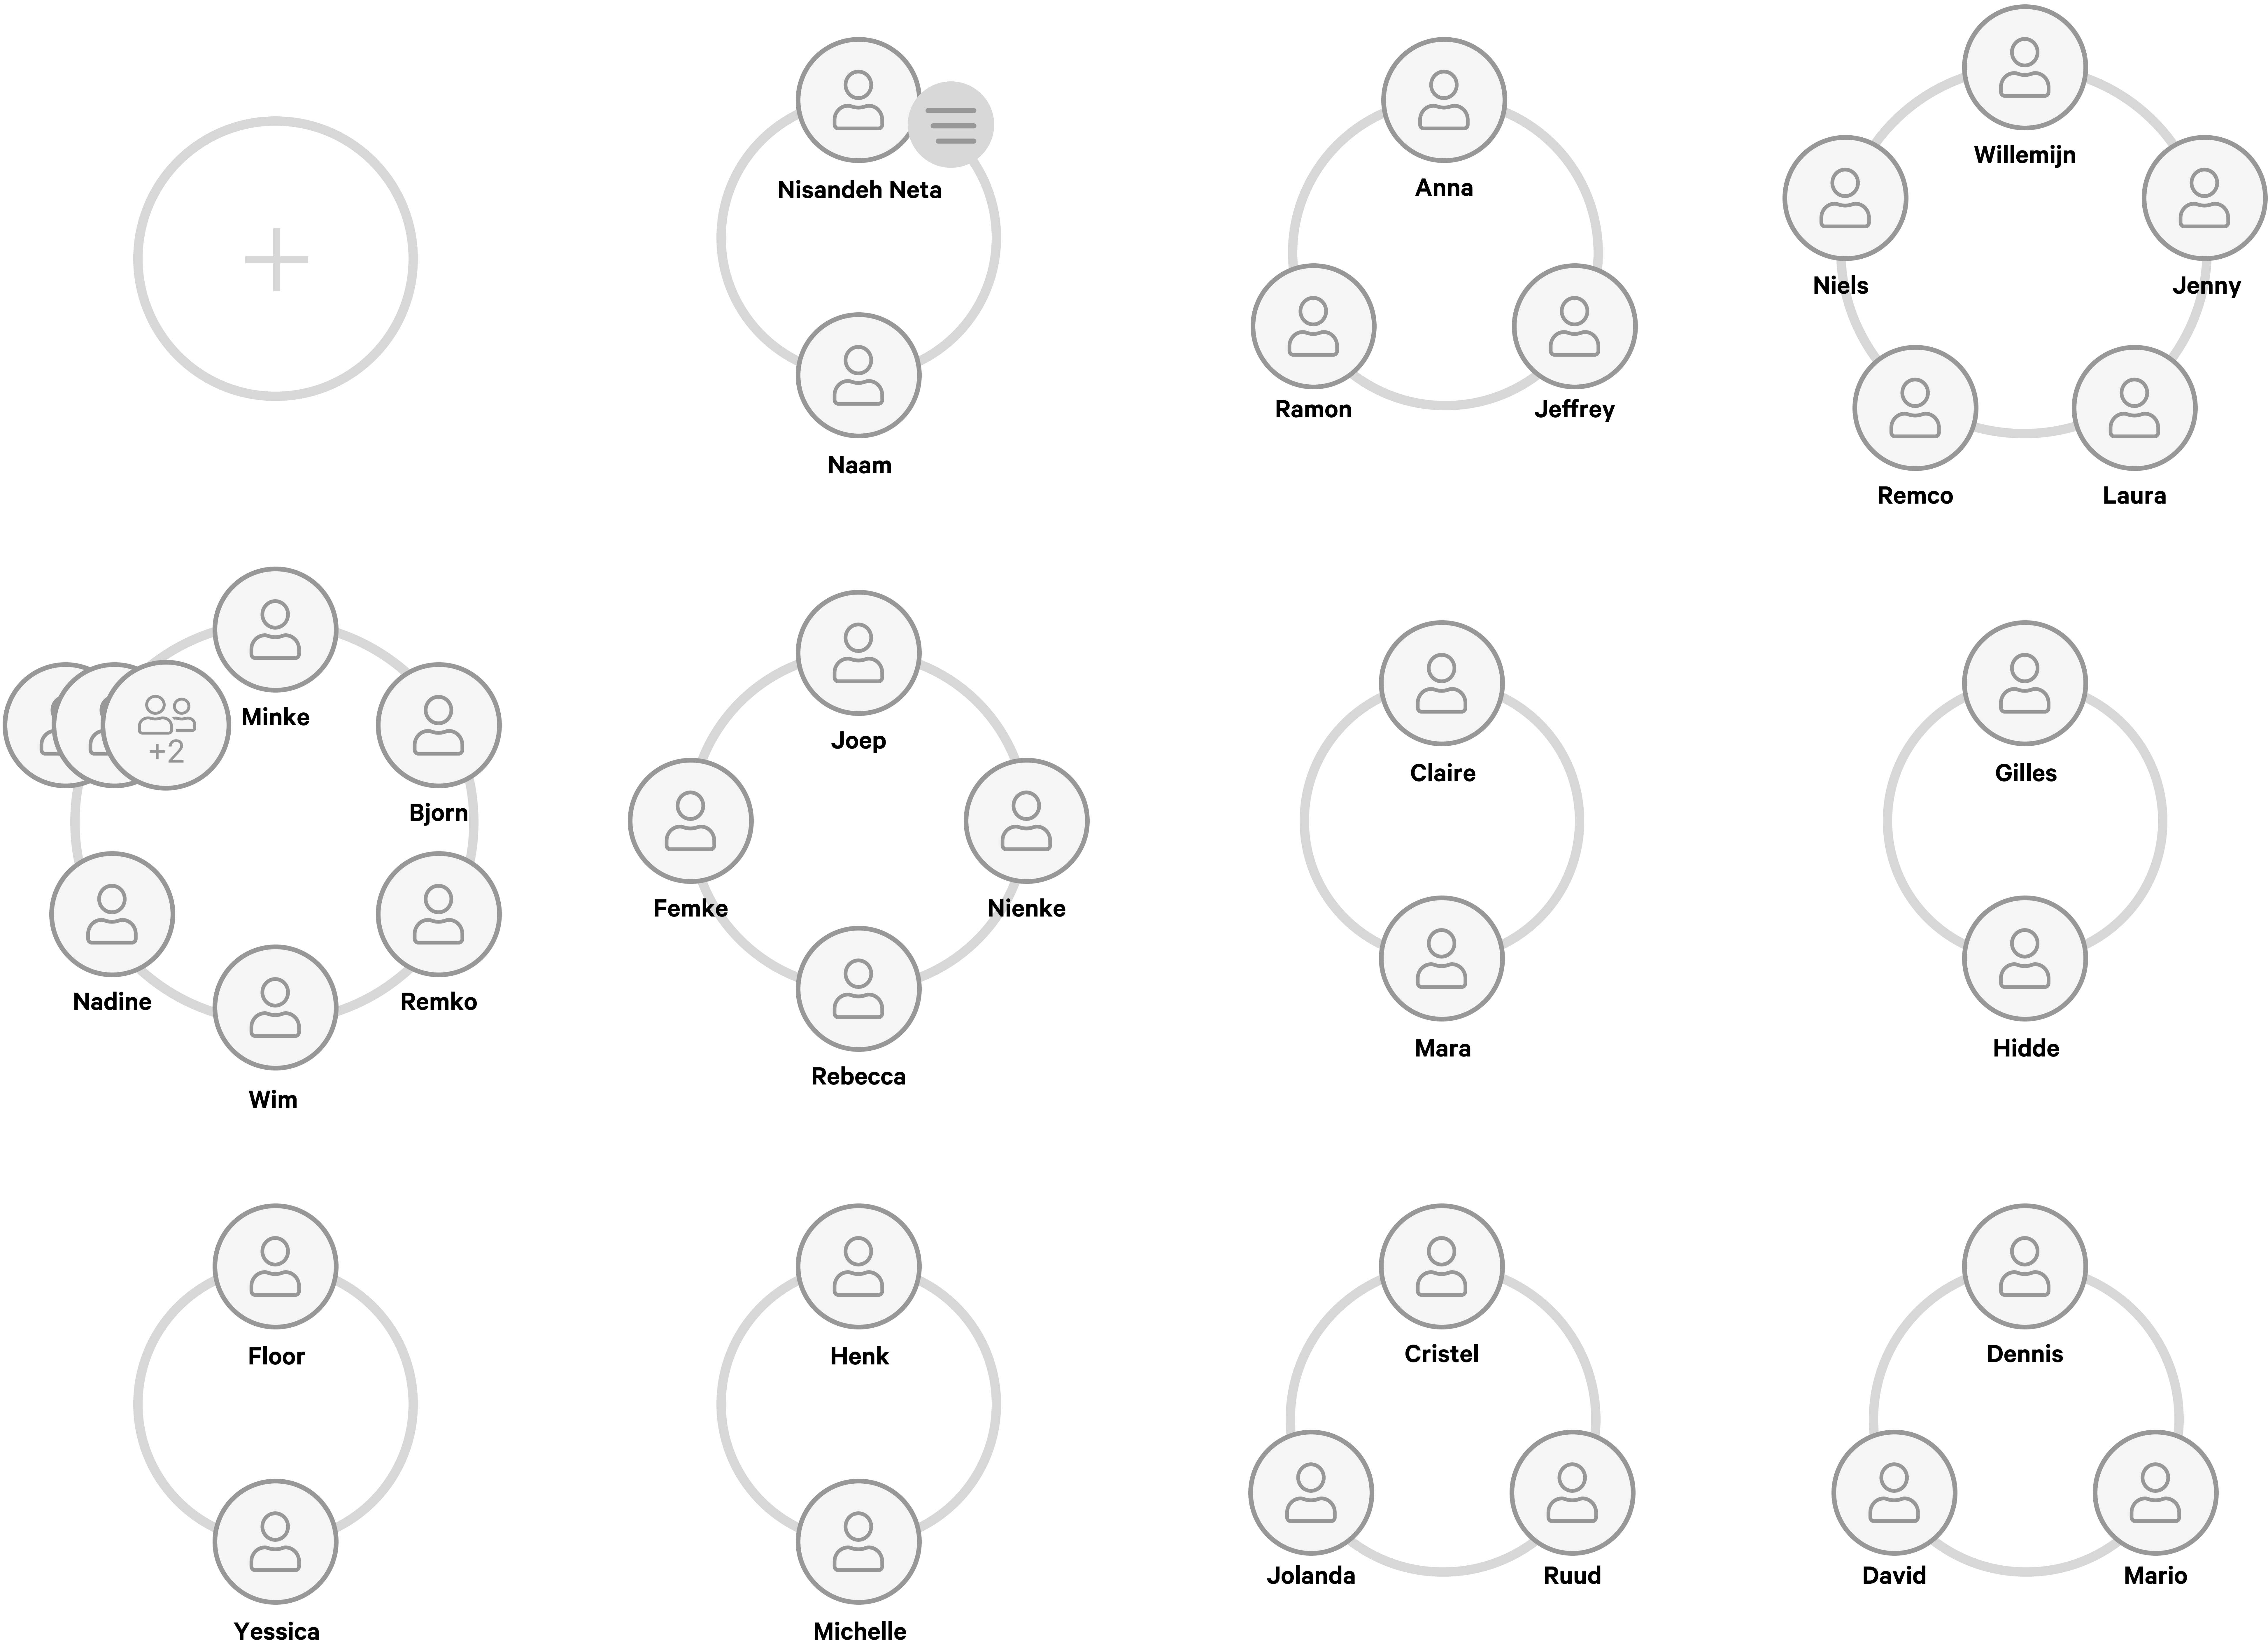 Nisandeh Neta
Naam
Anna
Ramon
Jeffrey
Willemijn
Niels
Jenny
Remco
Laura
Minke
+2
Bjorn
Nadine
Remko
Wim
Joep
Femke
Nienke
Rebecca
Claire
Mara
Gilles
Hidde
Floor
Yessica
Henk
Michelle
Cristel
Jolanda
Ruud
Dennis
David
Mario